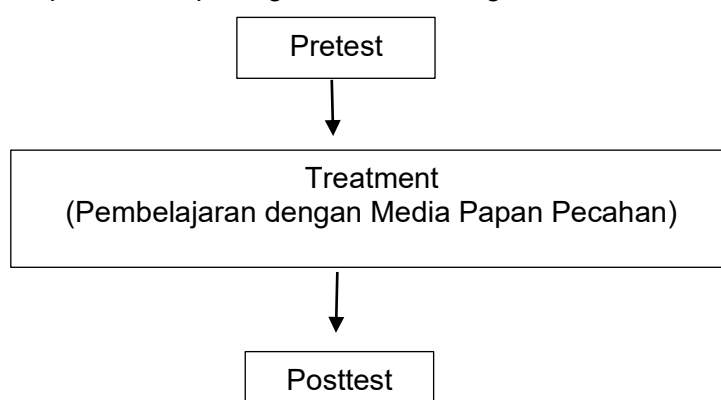 Pretest
Treatment
(Pembelajaran dengan Media Papan Pecahan)
Posttest